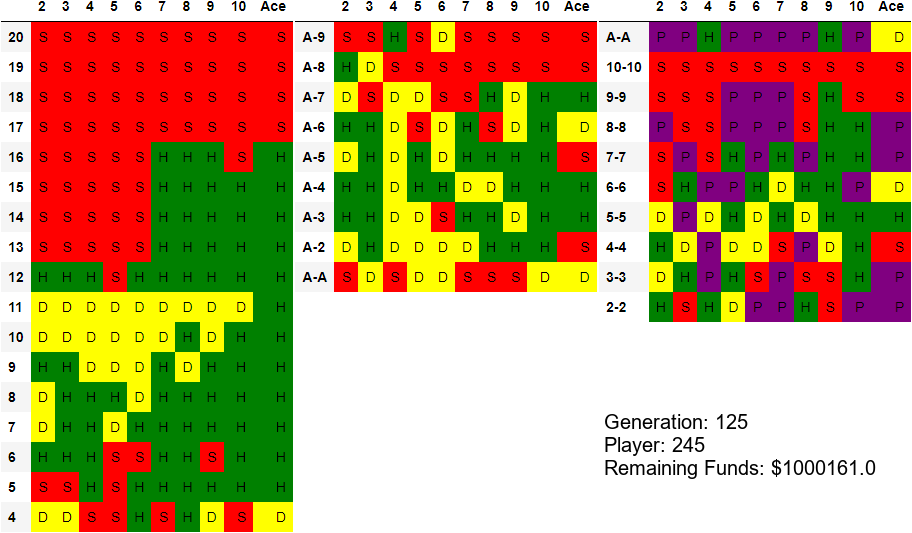 2 3 4 5 6 7 8 9 10 Ace
20 S S S S S S S S S S
19 S S S S S S S S S S
18 S S S S S S S S S S
17 S S S S S S S S S S
16 S S S S S H H H S H
15 S S S S S H H H H H
14 S S S S S H H H H H
13 S S S S S H H H H H
12 H H H S H H H H H H
11 D D D D D D D D D H
10 D D D D D D H D H H
9 H H D D D H D H H H
8 D H H H D H H H H H
7 D H H D H H H H H H
6 H H H S S H H S H H
5 S S H S H H H H H H
4 D D S S H S H D S D
2 3 4 5 6 7 8 9 10 Ace
A-9 S S H S D S S S S S
A-8 H D S S S S S S S S
A-7 D S D D S S H D H H
A-6 H H D S D H S D H D
A-5 D H D H D H H H H S
A-4 H H D H H D D H H H
A-3 H H D D S H H D H H
A-2 D H D D D D H H H S
A-A S D S D D S S S D D
2 3 4 5 6 7 8 9 10 Ace
A-A P P H P P P P H P D
10-10 S S S S S S S S S S
9-9 S S S P P P S H S S
8-8 P S S P P P S H H P
7-7 S P S H P H P H H P
6-6 S H P P H D H H P D
5-5 D P D H D H D H H H
4-4 H D P D D S P D H S
3-3 D H P H S P S S H P
2-2 H S H D P P H S P P
Generation: 125
Player: 245
Remaining Funds: $1000161.0